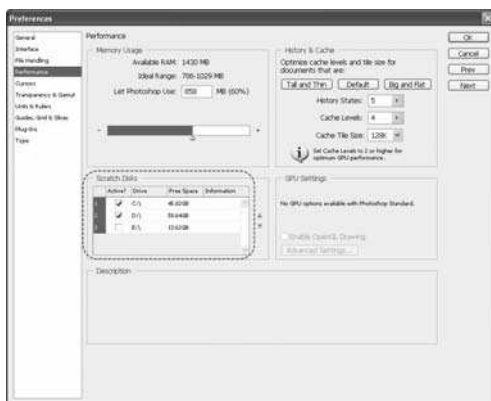 Preferences
General
Interface
File Handling
Performance
Cursors
Transparency & Gamut
Units & Rulers
Guides, Grid & Slices
Plug-Ins
Type
Performance
Memory Usage
Available RAM: 1430 MB
Ideal Range: 786-1029 MB
Let Photoshop Use: 858 MB (60%)
- +
History & Cache
Optimize cache levels and tile size for
documents that are:
Tall and Thin Default Big and Flat
History States: 5
Cache Levels: 4
Cache Tile Size: 128K
Set Cache Levels to 2 or higher for
optimum GPU performance.
OK
Cancel
Prev
Next
Scratch Disks
Active? Drive Free Space Information
1 C:\
2 D:\
3 E:\
GPU Settings
No GPU options available with Photoshop Standard.
Enable OpenGL Drawing
Advanced Settings...
Description